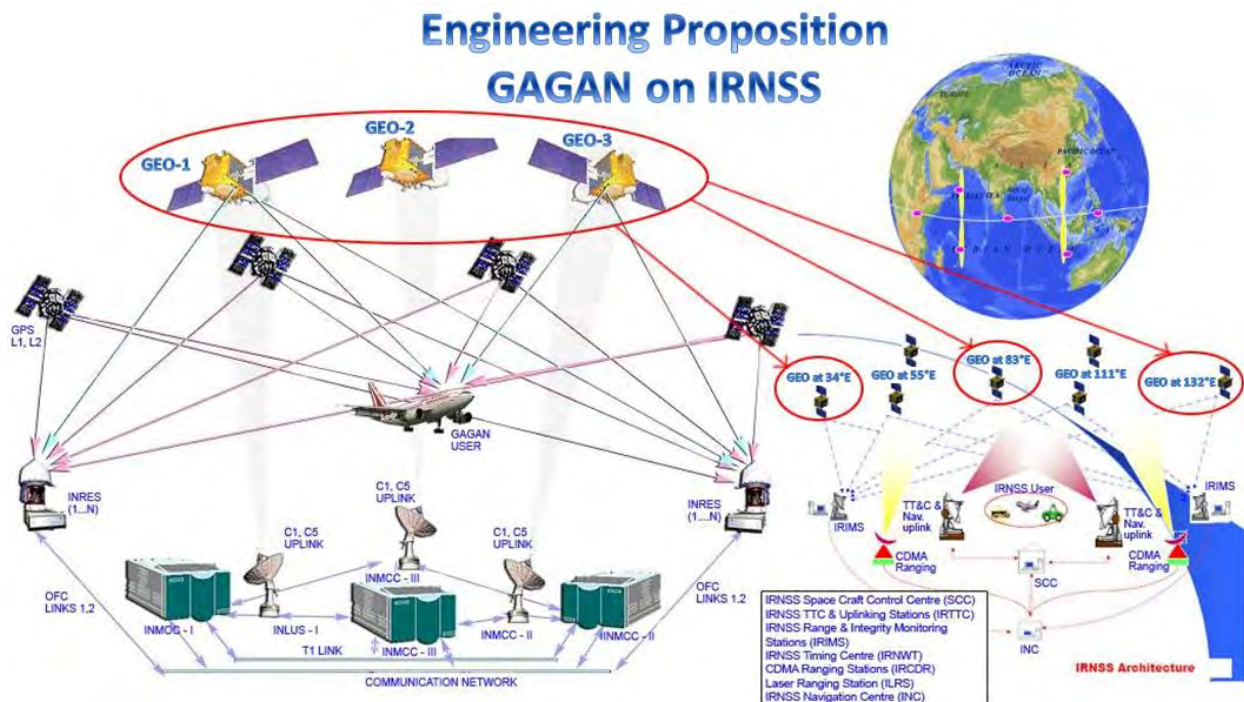 Engineering Proposition
GAGAN on IRNSS
GEO-1
GEO-2
GEO-3
ARCTIC
OCEAN
PACIFIC OCEAN
GPS
L1, L2
GAGAN
USER
INRES
(1...N)
INRES
(1....N)
C1, C5
UPLINK
C1, C5
UPLINK
C1, C5
UPLINK
OFC
LINKS 1,2
OFC
LINKS 1,2
INMCC - III
INMOC - I
INLUS - I
INMCC - III
INMCC - II
INMCC - II
T1 LINK
COMMUNICATION NETWORK
GEO at 34°E
GEO at 55°E
GEO at 83°E
GEO at 111°E
GEO at 132°E
IRIMS
CDMA
Ranging
TT&C &
Nav.
uplink
IRNSS User
TT&C &
Nav.
uplink
CDMA
Ranging
IRIMS
SCC
INC
IRNSS Space Craft Control Centre (SCC)
IRNSS TTC & Uplinking Stations (IRTTC)
IRNSS Range & Integrity Monitoring
Stations (IRIMS)
IRNSS Timing Centre (IRNWT)
CDMA Ranging Stations (IRCDR)
Laser Ranging Station (ILRS)
IRNSS Navigation Centre (INC)
IRNSS Architecture